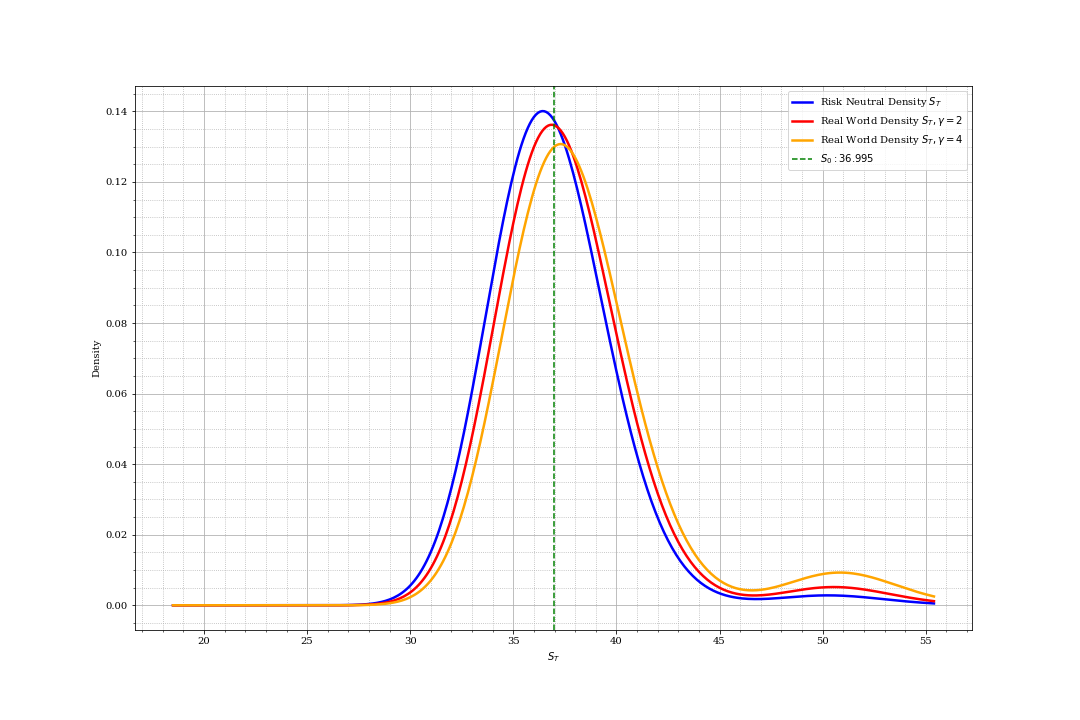 0.14
0.12
0.10
0.08
0.06
0.04
0.02
0.00
Density
20 25 30 35 40 45 50 55
S_T
Risk Neutral Density S_T
Real World Density S_T, γ = 2
Real World Density S_T, γ = 4
S_0 : 36.995